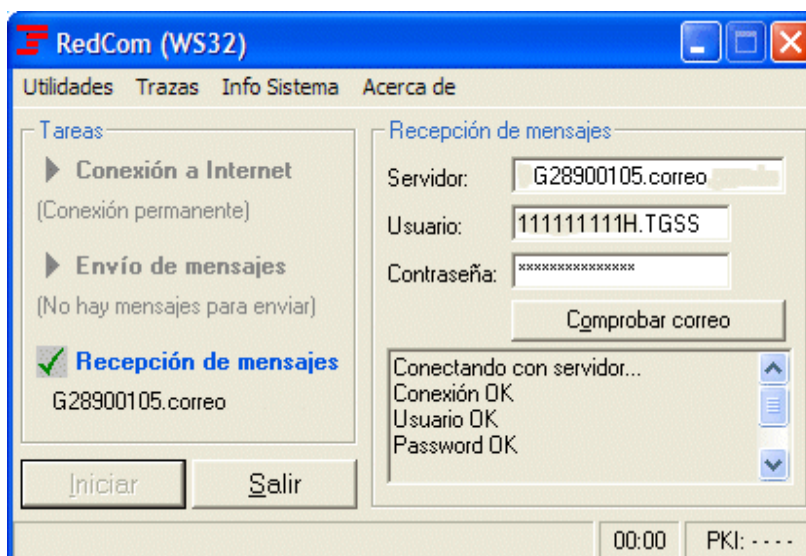 RedCom (WS32)
Utilidades Trazas Info Sistema Acerca de
Tareas
Conexión a Internet
(Conexión permanente)
Envío de mensajes
(No hay mensajes para enviar)
Recepción de mensajes
G28900105.correo
Iniciar
Salir
Recepción de mensajes
Servidor: G28900105.correo
Usuario: 111111111H.TGSS
Contraseña: ***************
Comprobar correo
Conectando con servidor...
Conexión OK
Usuario OK
Password OK
00:00 PKI: - - - -